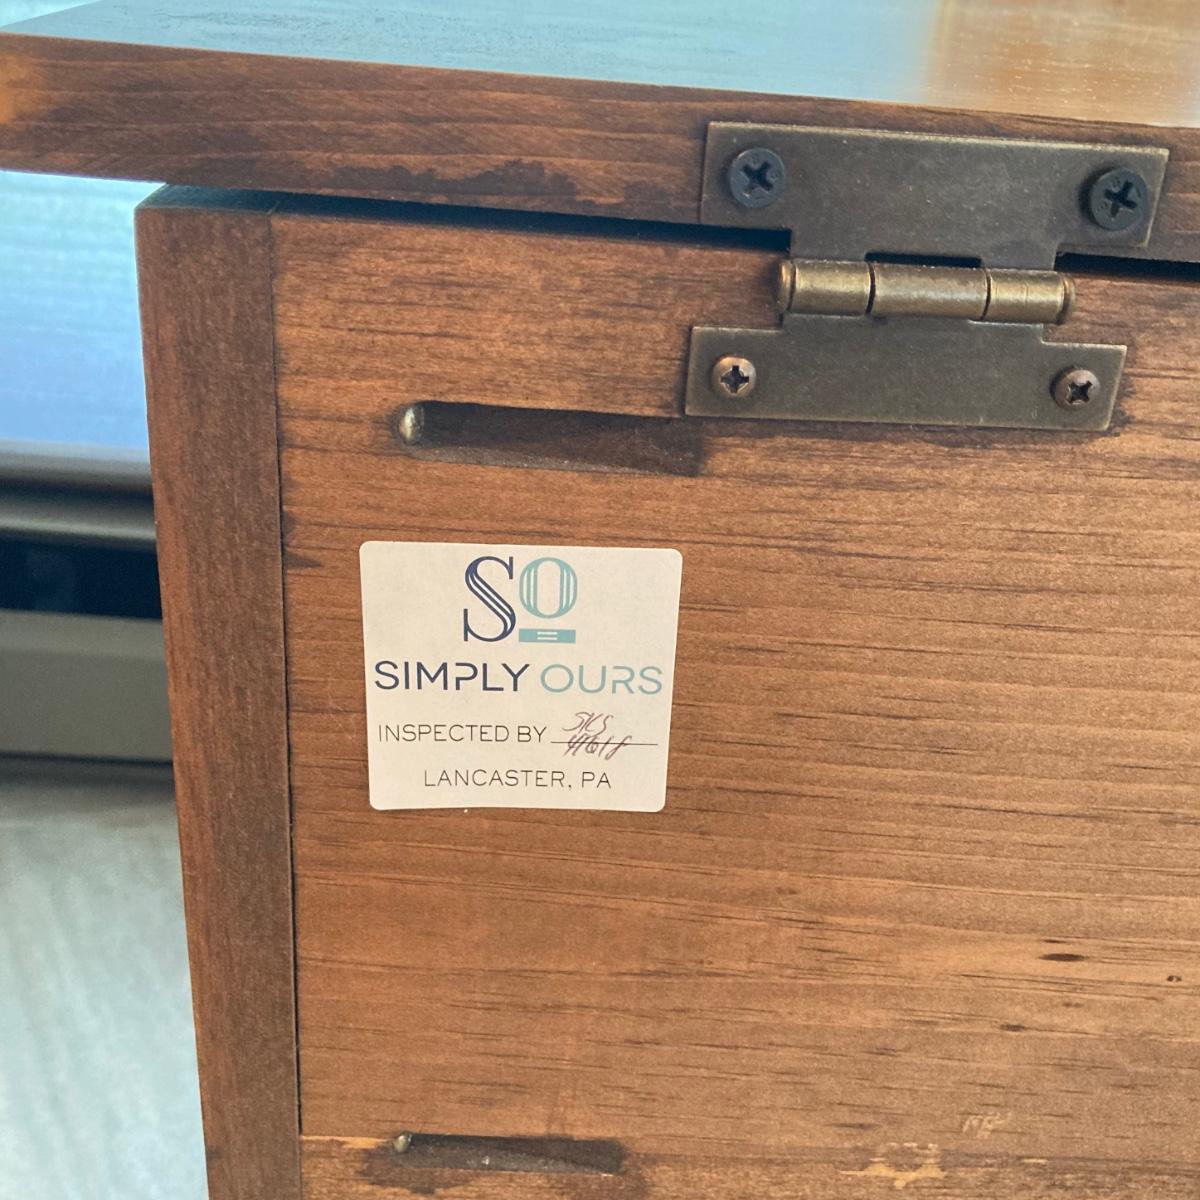 SO
SIMPLY OURS
INSPECTED BY
LANCASTER, PA